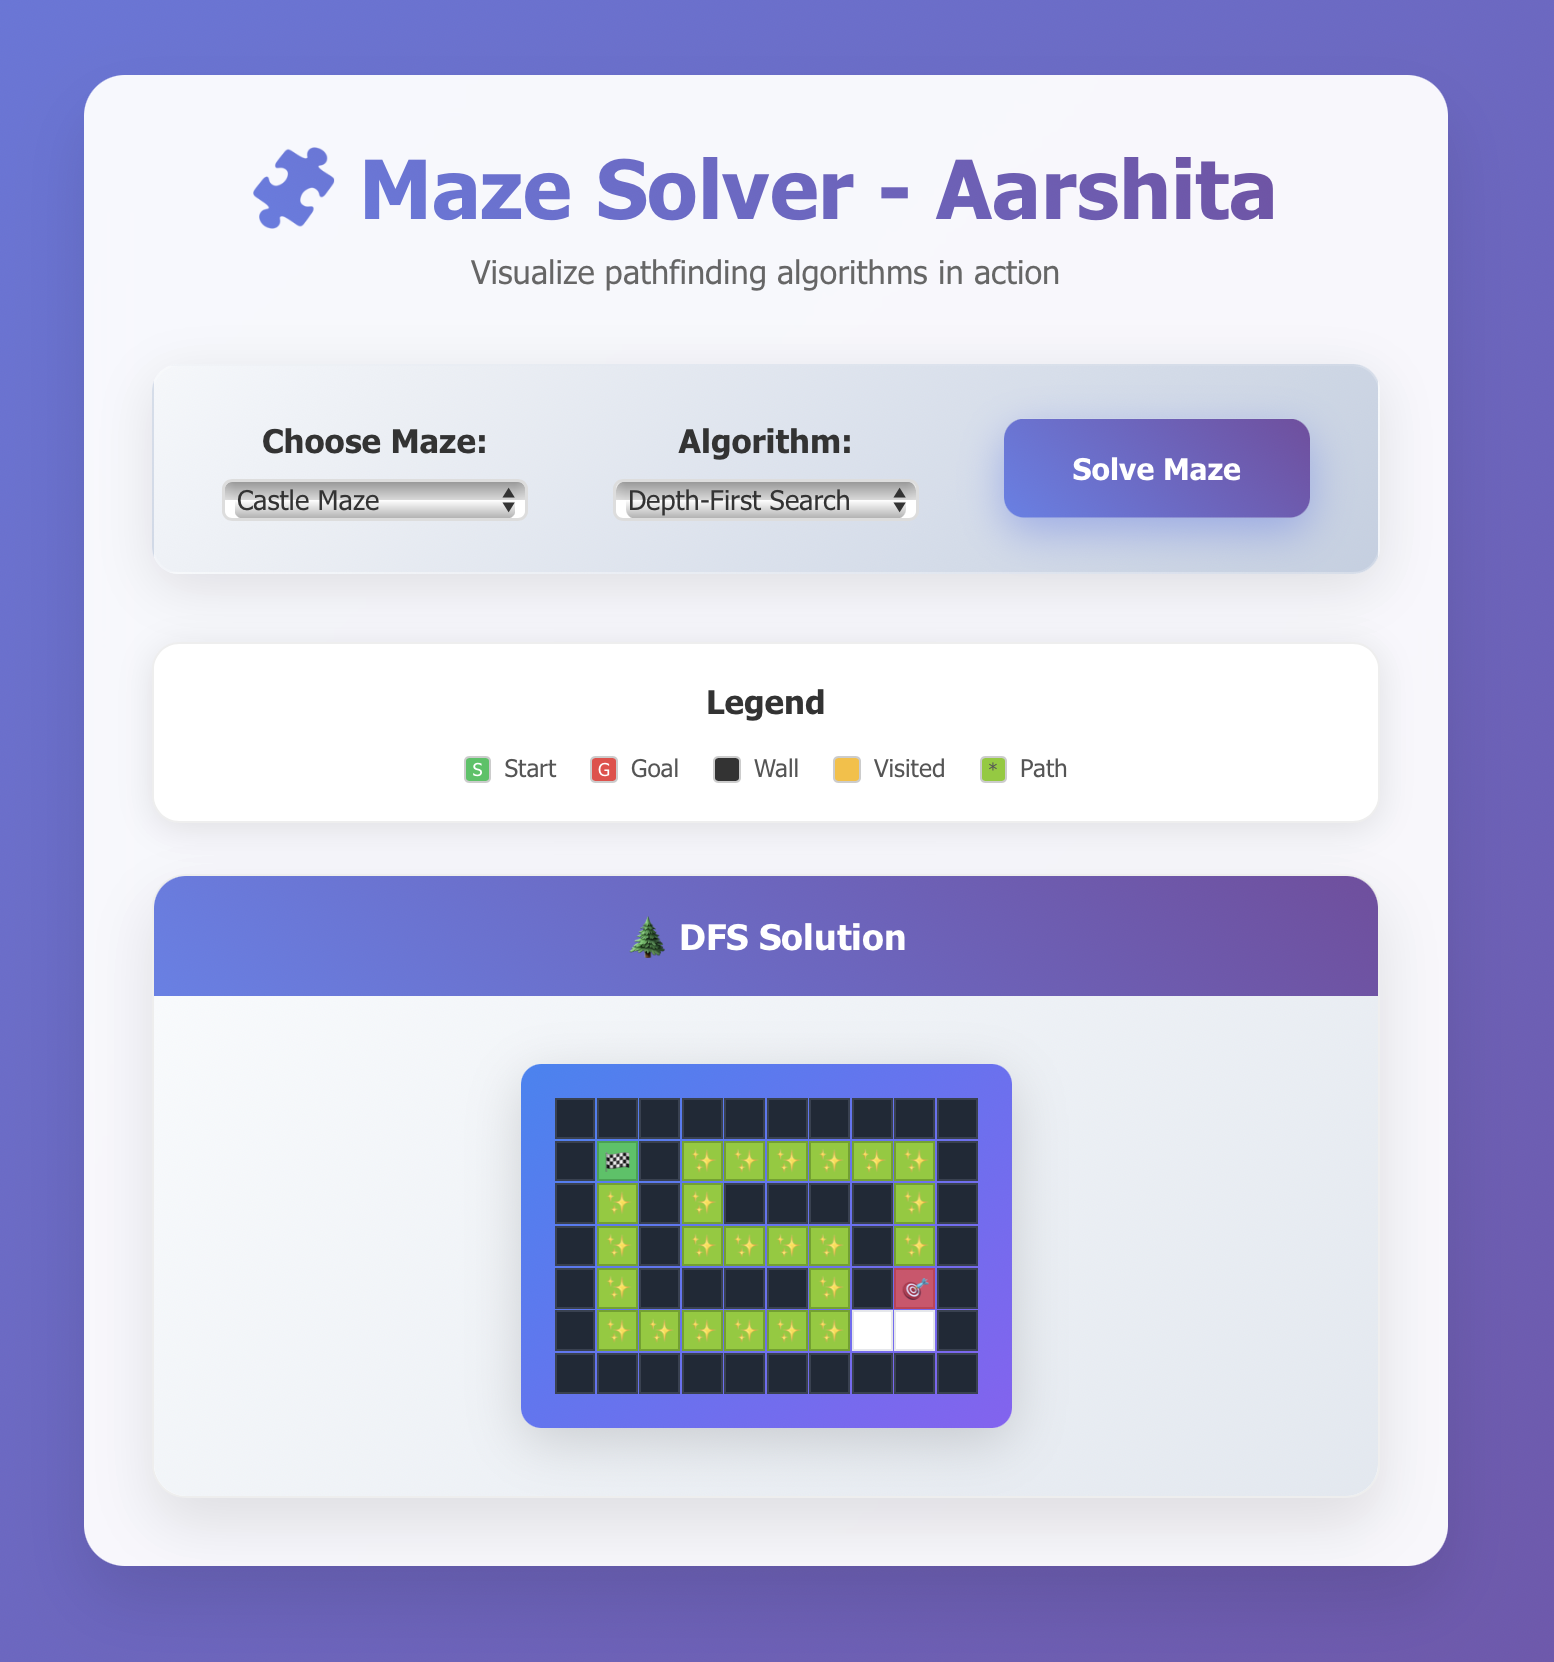 Maze Solver - Aarshita
Visualize pathfinding algorithms in action
Choose Maze:
Castle Maze
Algorithm:
Depth-First Search
Solve Maze
Legend
S Start G Goal Wall Visited * Path
DFS Solution